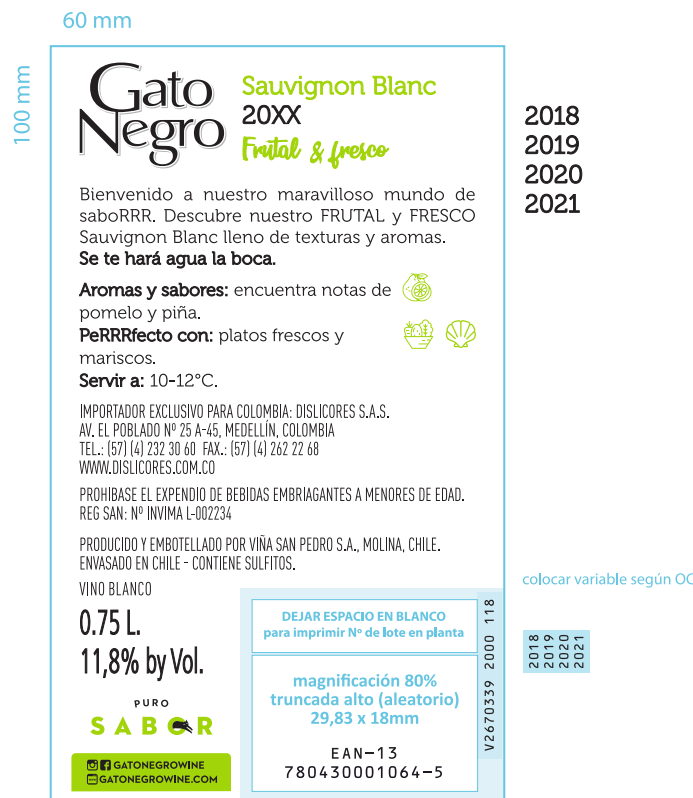 60 mm
100 mm
Gato
Negro
Sauvignon Blanc
20XX
Frutal & fresco
Bienvenido a nuestro maravilloso mundo de
saboRRR. Descubre nuestro FRUTAL y FRESCO
Sauvignon Blanc lleno de texturas y aromas.
Se te hará agua la boca.
Aromas y sabores: encuentra notas de
pomelo y piña.
PeRRRfecto con: platos frescos y
mariscos.
Servir a: 10-12°C.
IMPORTADOR EXCLUSIVO PARA COLOMBIA: DISLICORES S.A.S.
AV. EL POBLADO Nº 25 A-45, MEDELLÍN, COLOMBIA
TEL.: (57) (4) 232 30 60 FAX.: (57) (4) 262 22 68
WWW.DISLICORES.COM.CO
PROHIBASE EL EXPENDIO DE BEBIDAS EMBRIAGANTES A MENORES DE EDAD.
REG SAN: Nº INVIMA L-002234
PRODUCIDO Y EMBOTELLADO POR VIÑA SAN PEDRO S.A., MOLINA, CHILE.
ENVASADO EN CHILE - CONTIENE SULFITOS.
VINO BLANCO
0.75 L.
11,8% by Vol.
PURO
SABOR
GATONEGROWINE
GATONEGROWINE.COM
DEJAR ESPACIO EN BLANCO
para imprimir Nº de lote en planta
magnificación 80%
truncada alto (aleatorio)
29,83 x 18mm
EAN-13
780430001064-5
V2670339 2000 118
2018
2019
2020
2021
colocar variable según OC
2018
2019
2020
2021